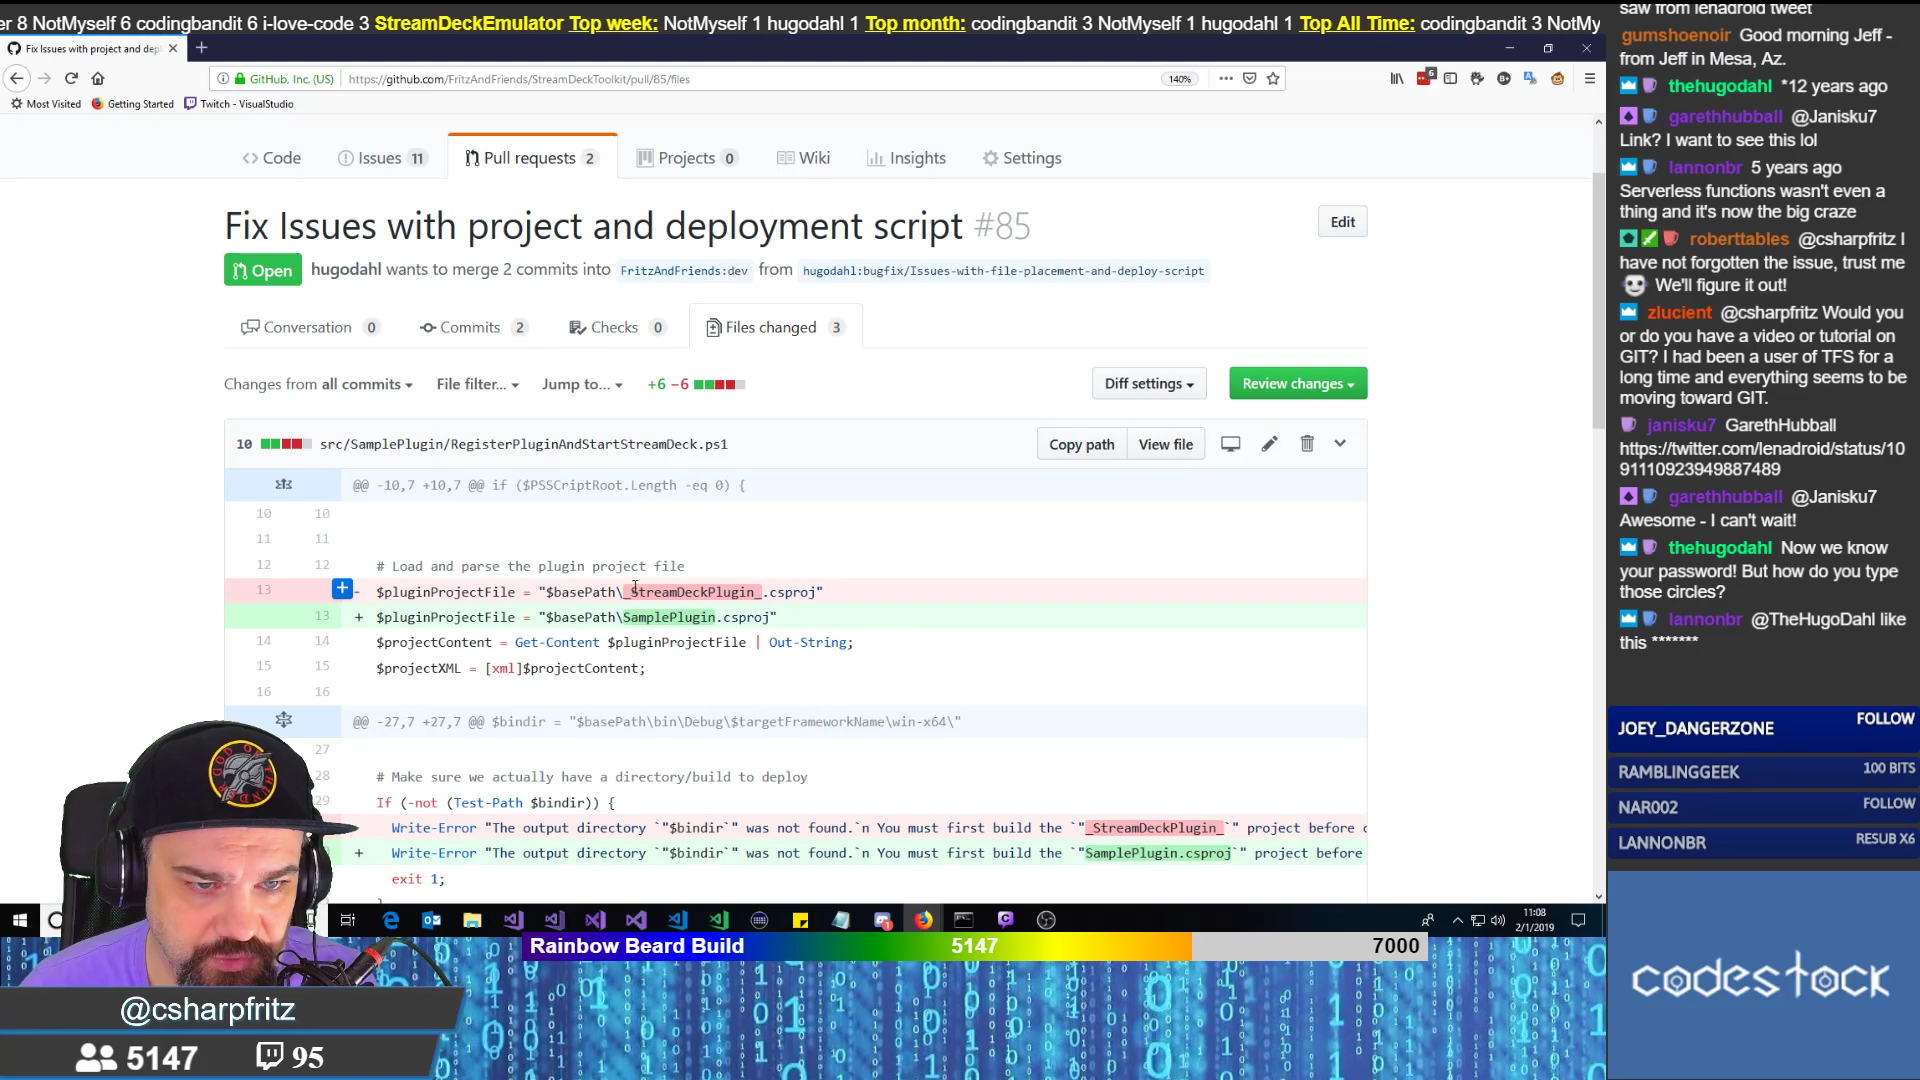 er 8 NotMyself 6 codingbandit 6 i-love-code 3 StreamDeckEmulator Top week: NotMyself 1 hugodahl 1 Top month: codingbandit 3 NotMyself 1 hugodahl 1 Top All Time: codingbandit 3 NotMy
Fix Issues with project and dep
GitHub, Inc. (US)
https://github.com/FritzAndFriends/StreamDeckToolkit/pull/85/files
140%
6
Most Visited
Getting Started
Twitch - VisualStudio
Code
Issues 11
Pull requests 2
Projects 0
Wiki
Insights
Settings
Fix Issues with project and deployment script #85
Edit
Open
hugodahl wants to merge 2 commits into FritzAndFriends:dev from hugodahl:bugfix/Issues-with-file-placement-and-deploy-script
Conversation 0
Commits 2
Checks 0
Files changed 3
Changes from all commits
File filter...
Jump to...
+6 −6
Diff settings
Review changes
10 src/SamplePlugin/RegisterPluginAndStartStreamDeck.ps1
Copy path
View file
@@ -10,7 +10,7 @@ if ($PSSCriptRoot.Length -eq 0) {
10 10
11 11
12 12 # Load and parse the plugin project file
13 - $pluginProjectFile = "$basePath\_StreamDeckPlugin_.csproj"
13 + $pluginProjectFile = "$basePath\SamplePlugin.csproj"
14 14 $projectContent = Get-Content $pluginProjectFile | Out-String;
15 15 $projectXML = [xml]$projectContent;
16 16
@@ -27,7 +27,7 @@ $bindir = "$basePath\bin\Debug\$targetFrameworkName\win-x64\"
27
28 # Make sure we actually have a directory/build to deploy
29 If (-not (Test-Path $bindir)) {
Write-Error "The output directory `"$bindir`" was not found.`n You must first build the `"_StreamDeckPlugin_`" project before c
+ Write-Error "The output directory `"$bindir`" was not found.`n You must first build the `"SamplePlugin.csproj`" project before
exit 1;
11:08
2/1/2019
Rainbow Beard Build
5147
7000
GOD OF THUNDER
@csharpfritz
5147
95
saw from lenadroid tweet
gumshoenoir Good morning Jeff -
from Jeff in Mesa, Az.
thehugodahl *12 years ago
garethhubball @Janisku7
Link? I want to see this lol
lannonbr 5 years ago
Serverless functions wasn't even a
thing and it's now the big craze
roberttables @csharpfritz I
have not forgotten the issue, trust me
We'll figure it out!
zlucient @csharpfritz Would you
or do you have a video or tutorial on
GIT? I had been a user of TFS for a
long time and everything seems to be
moving toward GIT.
janisku7 GarethHubball
https://twitter.com/lenadroid/status/10
91110923949887489
garethhubball @Janisku7
Awesome - I can't wait!
thehugodahl Now we know
your password! But how do you type
those circles?
lannonbr @TheHugoDahl like
this *******
JOEY_DANGERZONE FOLLOW
RAMBLINGGEEK 100 BITS
NAR002 FOLLOW
LANNONBR RESUB X6
codestock